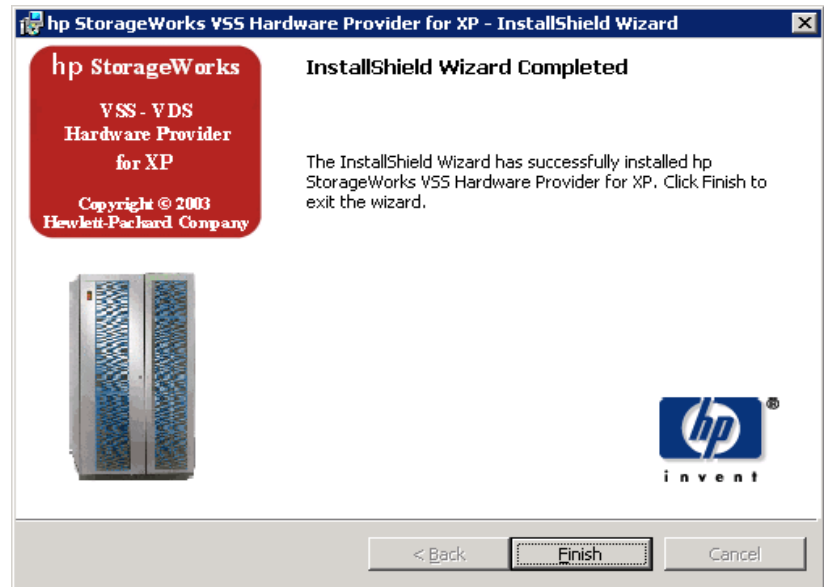 hp StorageWorks VSS Hardware Provider for XP - InstallShield Wizard
hp StorageWorks
VSS - VDS
Hardware Provider
for XP
Copyright © 2003
Hewlett-Packard Company
InstallShield Wizard Completed
The InstallShield Wizard has successfully installed hp
StorageWorks VSS Hardware Provider for XP. Click Finish to
exit the wizard.
hp ®
invent
< Back
Finish
Cancel